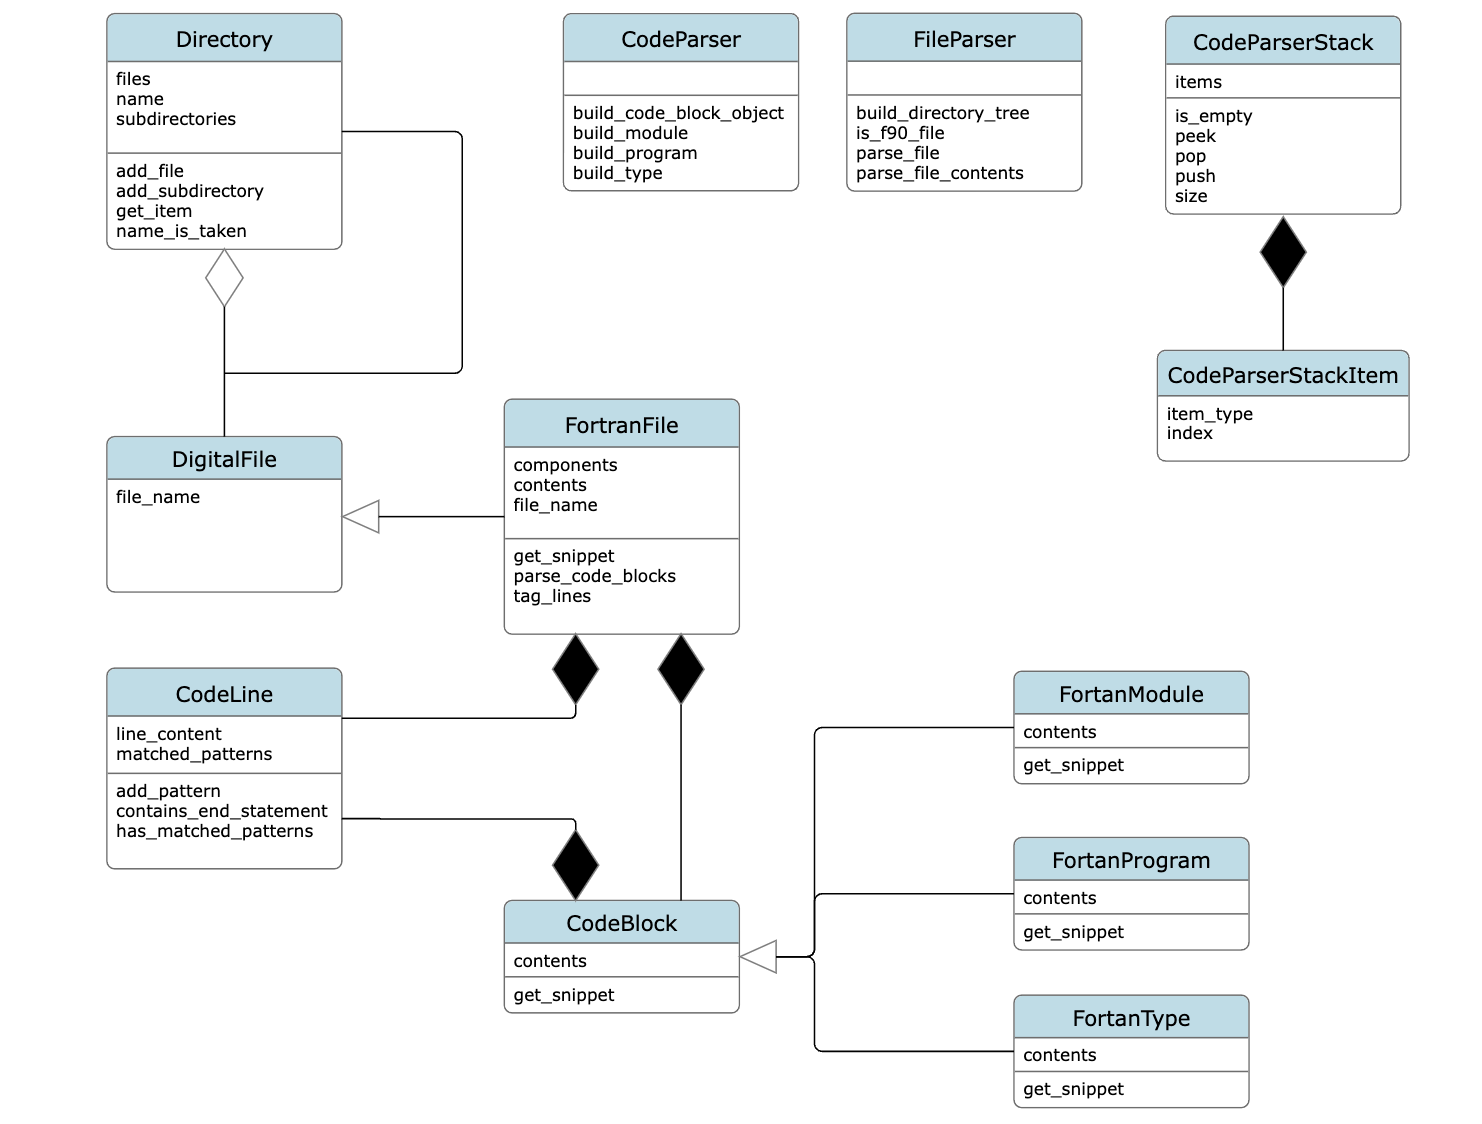 Directory
files
name
subdirectories
add_file
add_subdirectory
get_item
name_is_taken
CodeParser
build_code_block_object
build_module
build_program
build_type
FileParser
build_directory_tree
is_f90_file
parse_file
parse_file_contents
CodeParserStack
items
is_empty
peek
pop
push
size
CodeParserStackItem
item_type
index
DigitalFile
file_name
FortranFile
components
contents
file_name
get_snippet
parse_code_blocks
tag_lines
CodeLine
line_content
matched_patterns
add_pattern
contains_end_statement
has_matched_patterns
CodeBlock
contents
get_snippet
FortanModule
contents
get_snippet
FortanProgram
contents
get_snippet
FortanType
contents
get_snippet